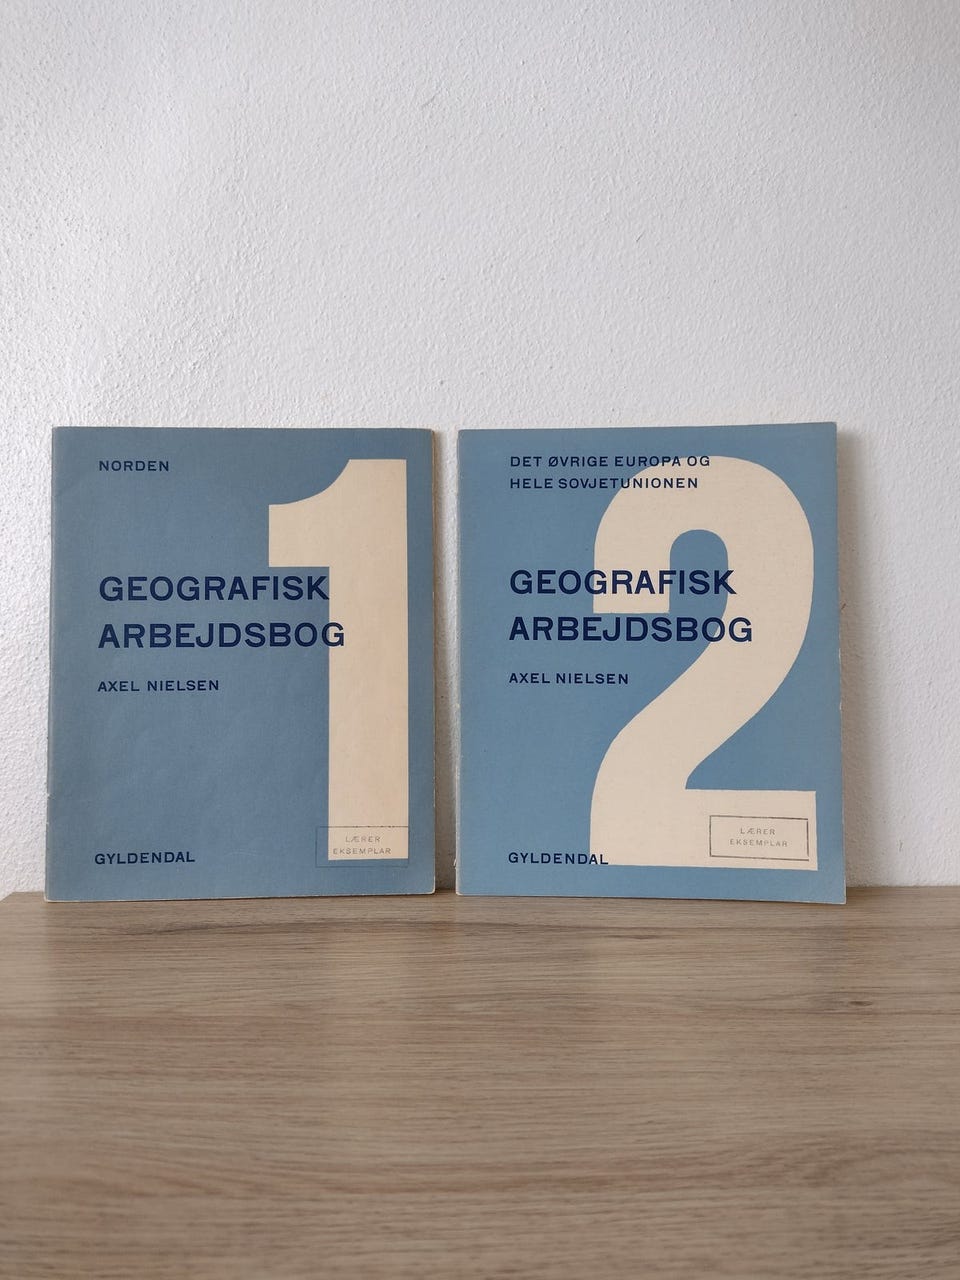 NORDEN
1
GEOGRAFISK
ARBEJDSBOG
AXEL NIELSEN
GYLDENDAL
LÆRER
EKSEMPLAR
DET ØVRIGE EUROPA OG
HELE SOVJETUNIONEN
2
GEOGRAFISK
ARBEJDSBOG
AXEL NIELSEN
GYLDENDAL
LÆRER
EKSEMPLAR